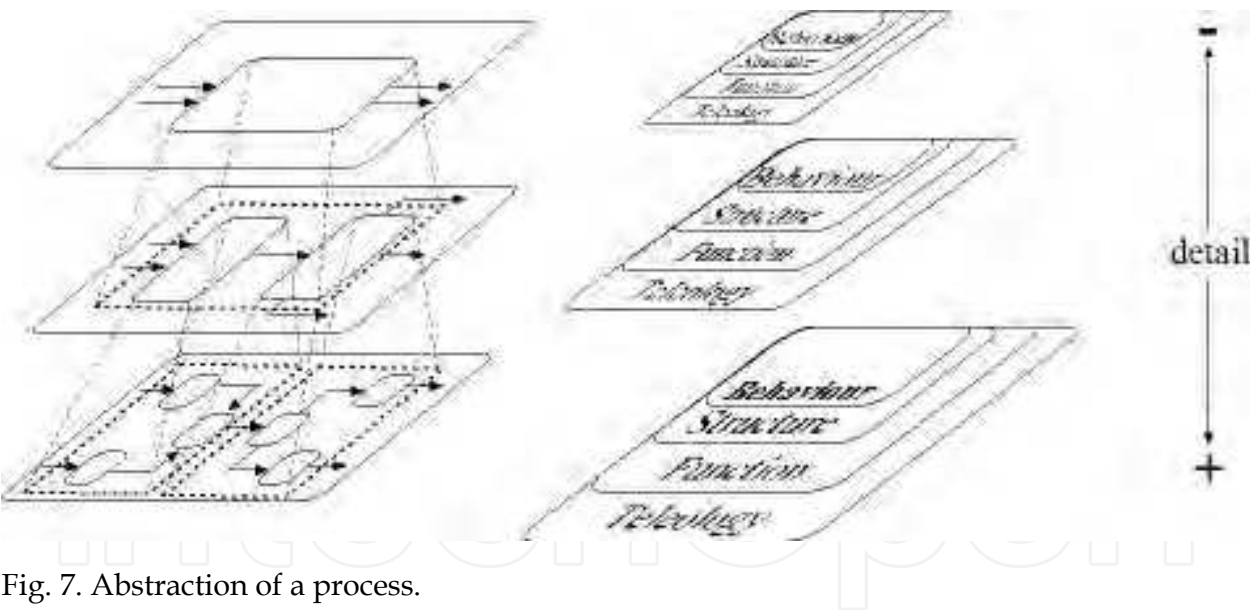 -
Behaviour
Structure
Function
Teleology
detail
Behaviour
Structure
Function
Teleology
+
Fig. 7. Abstraction of a process.